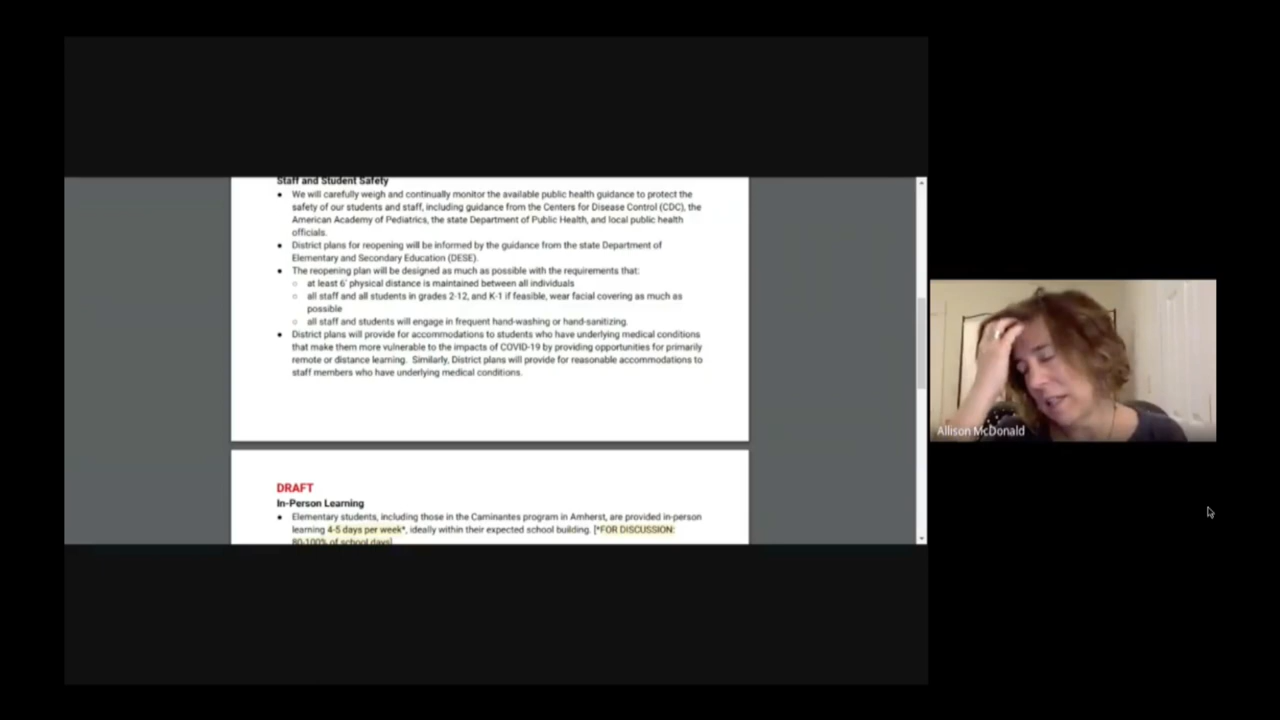 Staff and Student Safety
● We will carefully weigh and continually monitor the available public health guidance to protect the
safety of our students and staff, including guidance from the Centers for Disease Control (CDC), the
American Academy of Pediatrics, the state Department of Public Health, and local public health
officials.
● District plans for reopening will be informed by the guidance from the state Department of
Elementary and Secondary Education (DESE).
● The reopening plan will be designed as much as possible with the requirements that:
○ at least 6' physical distance is maintained between all individuals
○ all staff and all students in grades 2-12, and K-1 if feasible, wear facial covering as much as
possible
○ all staff and students will engage in frequent hand-washing or hand-sanitizing.
● District plans will provide for accommodations to students who have underlying medical conditions
that make them more vulnerable to the impacts of COVID-19 by providing opportunities for primarily
remote or distance learning. Similarly, District plans will provide for reasonable accommodations to
staff members who have underlying medical conditions.
DRAFT
In-Person Learning
● Elementary students, including those in the Caminantes program in Amherst, are provided in-person
learning 4-5 days per week*, ideally within their expected school building. [*FOR DISCUSSION:
80-100% of school days]
Allison McDonald